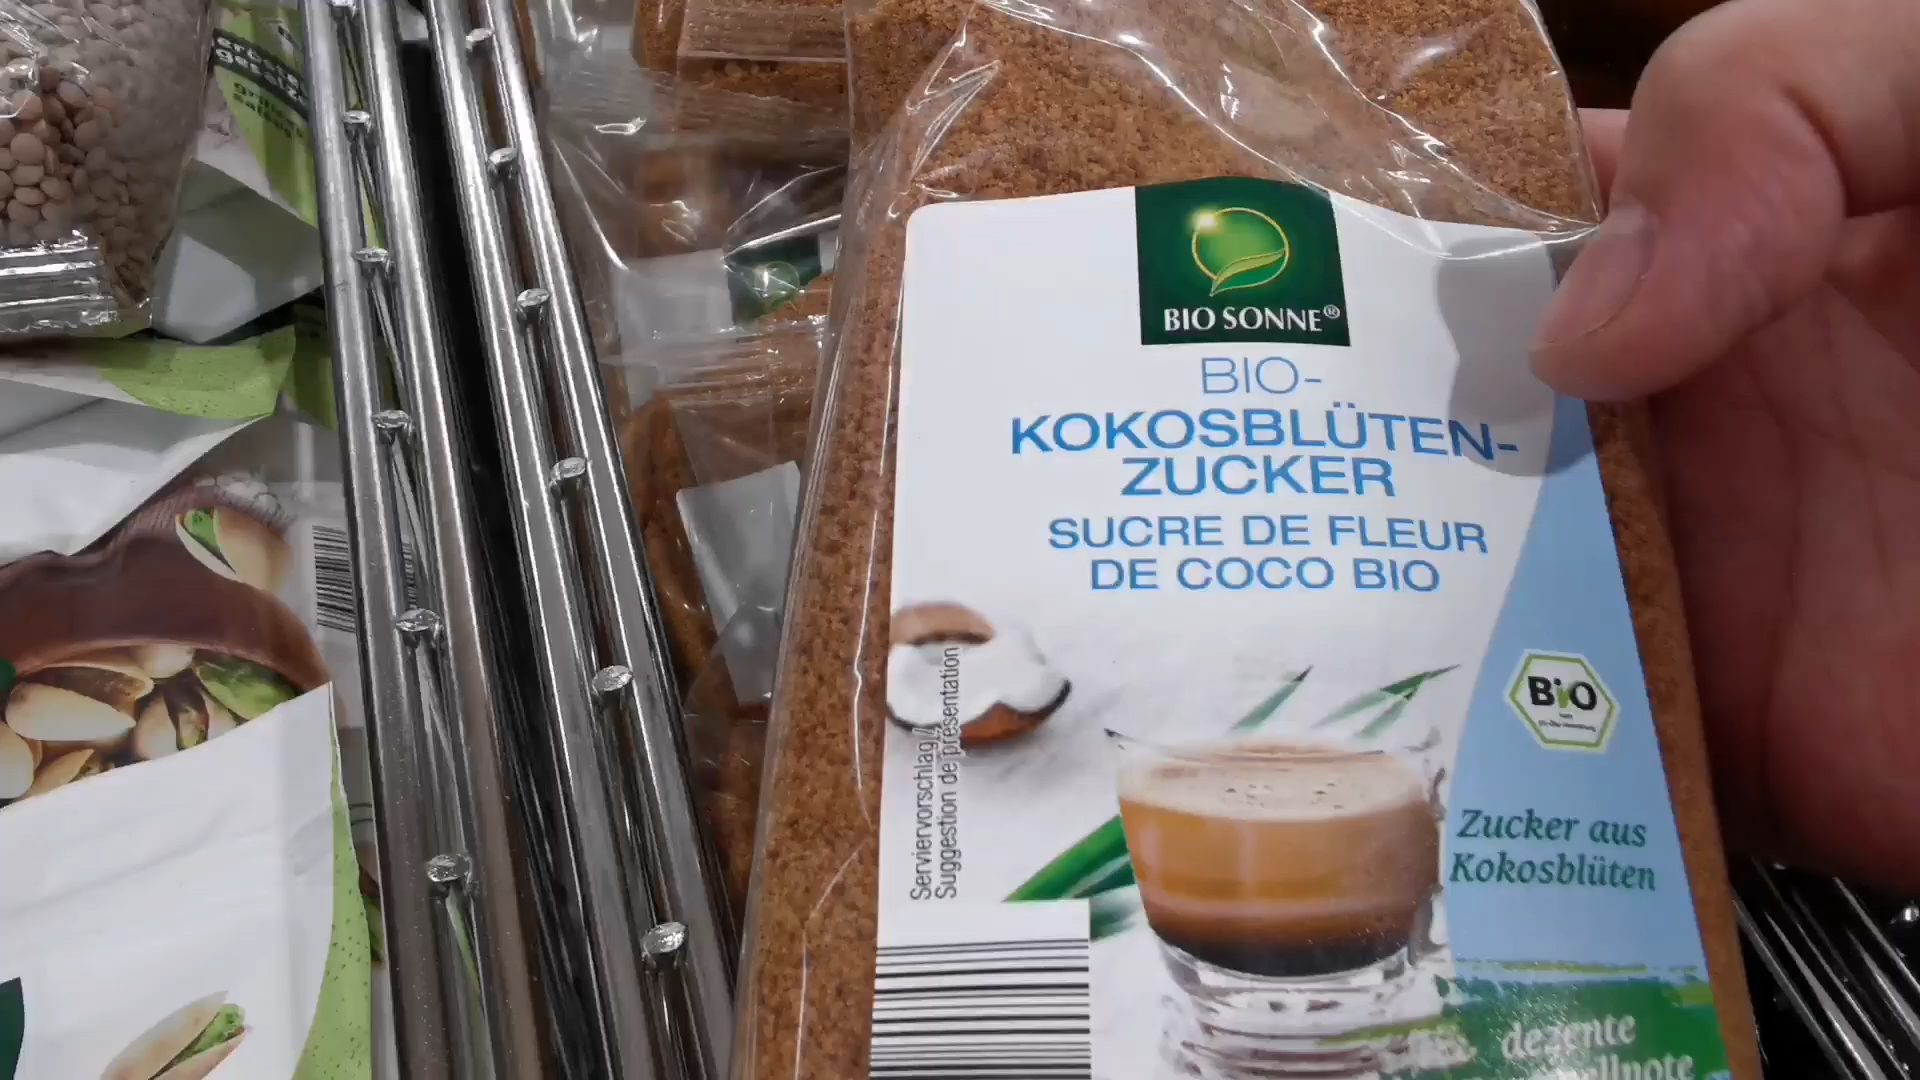 BIO SONNE®
BIO-
KOKOSBLÜTEN-
ZUCKER
SUCRE DE FLEUR
DE COCO BIO
BIO
Zucker aus
Kokosblüten
Serviervorschlag /
Suggestion de présentation
dezente